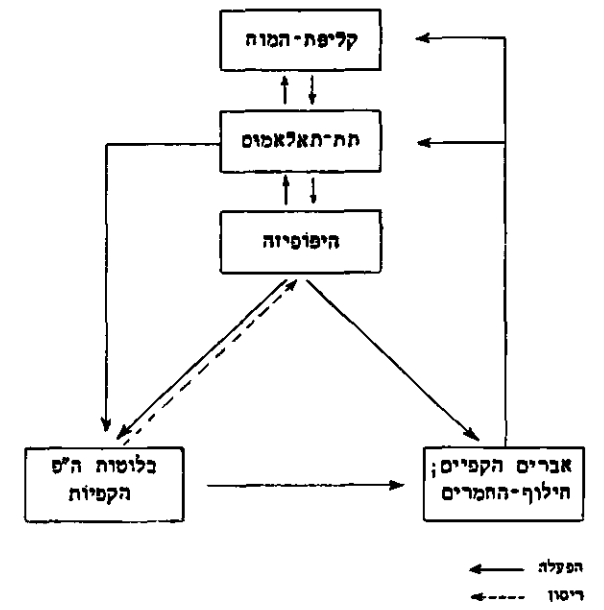 קליפת-המוח
תת-תאלאמוס
היפופיזה
אברים הקפיים;
חילוף-החמרים
בלוטות ה"פ
הקפיות
הפעלה
ריסון